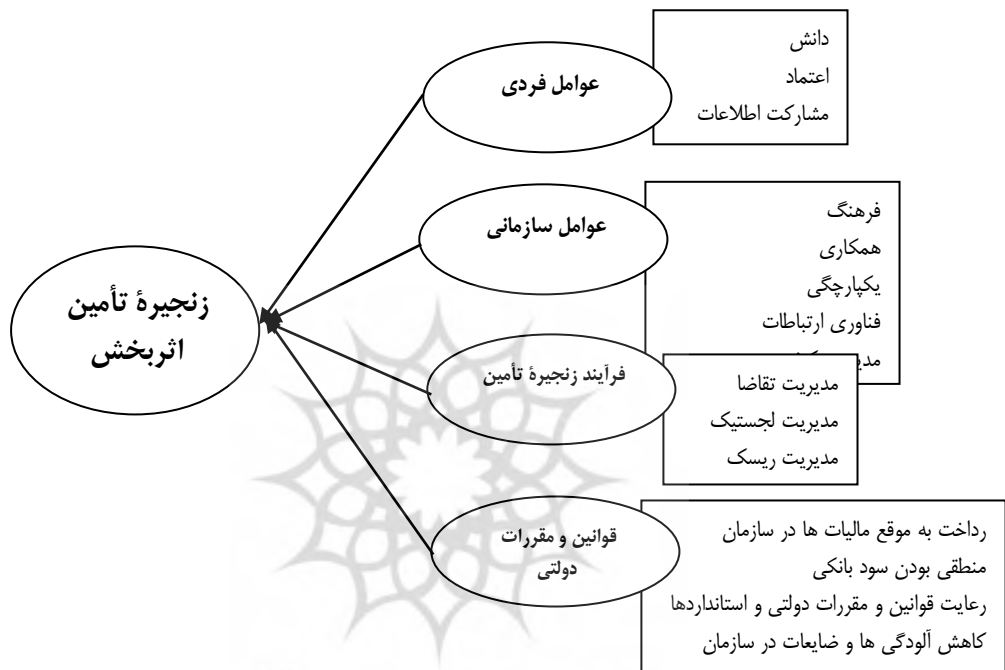 عوامل فردی
دانش
اعتماد
مشارکت اطلاعات
عوامل سازمانی
فرهنگ
همکاری
یکپارچگی
فناوری ارتباطات
زنجیرهٔ تأمین
اثربخش
فرآیند زنجیرهٔ تأمین
مدیریت تقاضا
مدیریت لجستیک
مدیریت ریسک
قوانین و مقررات
دولتی
رداخت به موقع مالیات ها در سازمان
منطقی بودن سود بانکی
رعایت قوانین و مقررات دولتی و استانداردها
کاهش آلودگی ها و ضایعات در سازمان